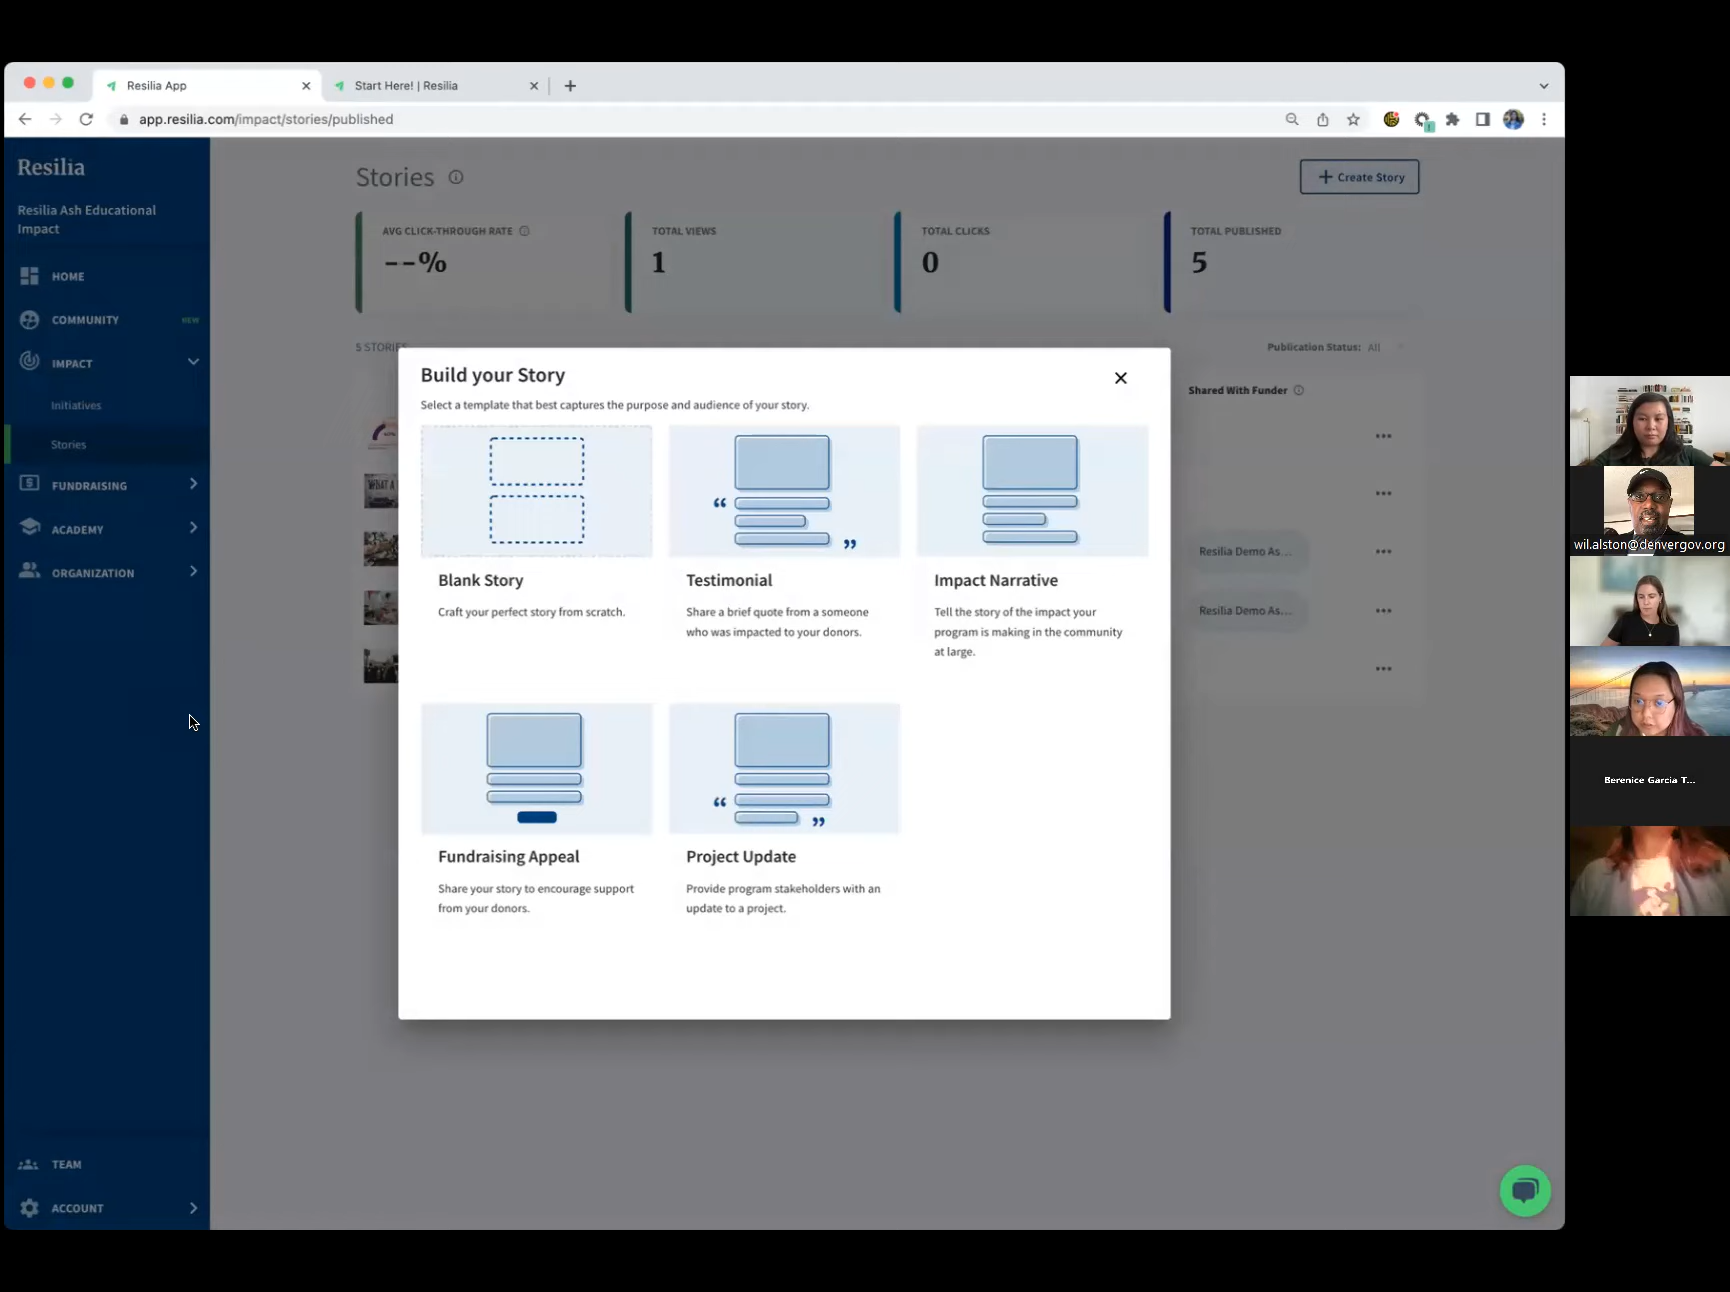 Resilia App
Start Here! | Resilia
app.resilia.com/impact/stories/published
Resilia
Resilia Ash Educational
Impact
HOME
COMMUNITY NEW
IMPACT
Initiatives
Stories
FUNDRAISING
ACADEMY
ORGANIZATION
TEAM
ACCOUNT
Stories
+ Create Story
AVG CLICK-THROUGH RATE
--%
TOTAL VIEWS
1
TOTAL CLICKS
0
TOTAL PUBLISHED
5
5 STORIES
Publication Status: All
Shared With Funder
WHAT A
Resilia Demo As...
Resilia Demo As...
Build your Story
Select a template that best captures the purpose and audience of your story.
Blank Story
Craft your perfect story from scratch.
Testimonial
Share a brief quote from a someone
who was impacted to your donors.
Impact Narrative
Tell the story of the impact your
program is making in the community
at large.
Fundraising Appeal
Share your story to encourage support
from your donors.
Project Update
Provide program stakeholders with an
update to a project.
wil.alston@denvergov.org
Berenice Garcia T...